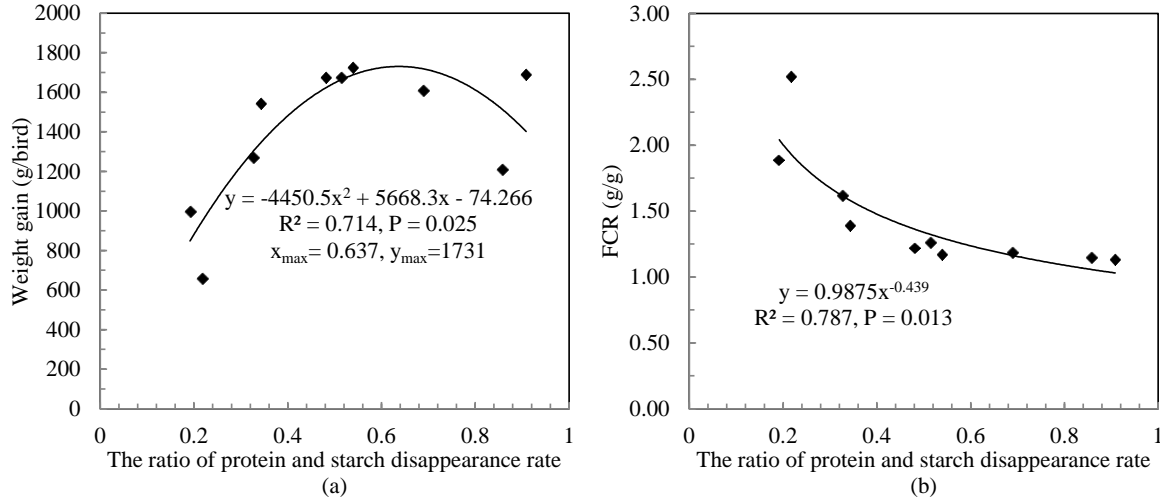 2000
1800
1600
1400
1200
1000
800
600
400
200
0
Weight gain (g/bird)
y = -4450.5x² + 5668.3x - 74.266
R² = 0.714, P = 0.025
xmax= 0.637, ymax=1731
0 0.2 0.4 0.6 0.8 1
The ratio of protein and starch disappearance rate
(a)
3.00
2.50
2.00
1.50
1.00
0.50
0.00
FCR (g/g)
y = 0.9875x-0.439
R² = 0.787, P = 0.013
0 0.2 0.4 0.6 0.8 1
The ratio of protein and starch disappearance rate
(b)